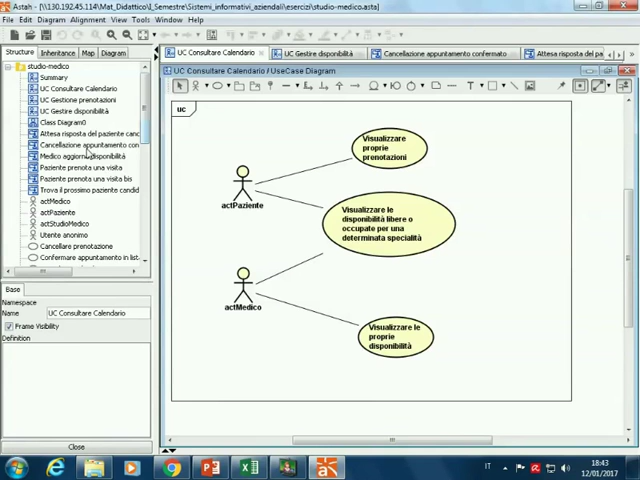 Astah - [\\130.192.45.114\Mat_Didattico\I_Semestre\Sistemi_informativi_aziendali\esercizi\studio-medico.asta]
File Edit Diagram Alignment View Tools Window Help
Structure Inheritance Map Diagram
UC Consultare Calendario UC Gestire disponibilità Cancellazione appuntamento confermato Attesa risposta del pa
UC Consultare Calendario / UseCase Diagram
studio-medico
Summary
UC Consultare Calendario
UC Gestione prenotazioni
UC Gestire disponibilità
Class Diagram0
Attesa risposta del paziente canc
Cancellazione appuntamento con
Medico aggiorna disponibilità
Paziente prenota una visita
Paziente prenota una visita bis
Trova il prossimo paziente candid
actMedico
actPaziente
actStudioMedico
Utente anonimo
Cancellare prenotazione
Confermare appuntamento in list
Base
Namespace
Name UC Consultare Calendario
Frame Visibility
Definition
Close
uc
Visualizzare
proprie
prenotazioni
actPaziente
Visualizzare le
disponibilità libere o
occupate per una
determinata specialità
actMedico
Visualizzare le
proprie
disponibilità
IT
18:43
12/01/2017